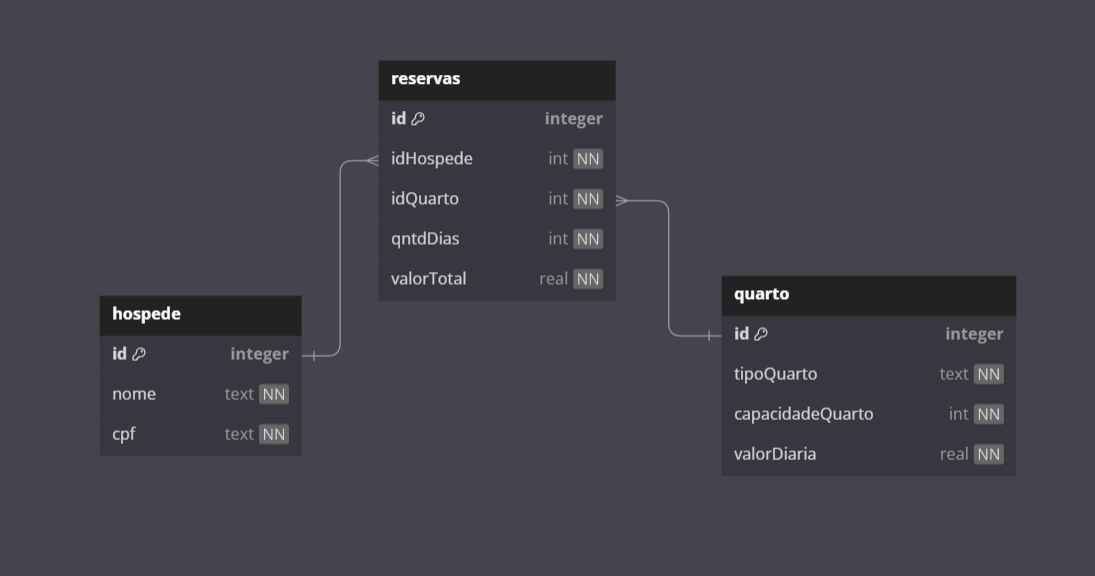 reservas
id integer
idHospede int NN
idQuarto int NN
qntdDias int NN
valorTotal real NN
hospede
id integer
nome text NN
cpf text NN
quarto
id integer
tipoQuarto text NN
capacidadeQuarto int NN
valorDiaria real NN